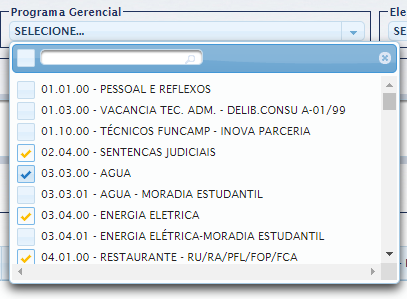 Programa Gerencial
Ele
SELECIONE...
SE
01.01.00 - PESSOAL E REFLEXOS
01.03.00 - VACANCIA TEC. ADM. - DELIB.CONSU A-01/99
01.10.00 - TÉCNICOS FUNCAMP - INOVA PARCERIA
02.04.00 - SENTENCAS JUDICIAIS
03.03.00 - AGUA
03.03.01 - AGUA - MORADIA ESTUDANTIL
03.04.00 - ENERGIA ELETRICA
03.04.01 - ENERGIA ELÉTRICA-MORADIA ESTUDANTIL
04.01.00 - RESTAURANTE - RU/RA/PFL/FOP/FCA